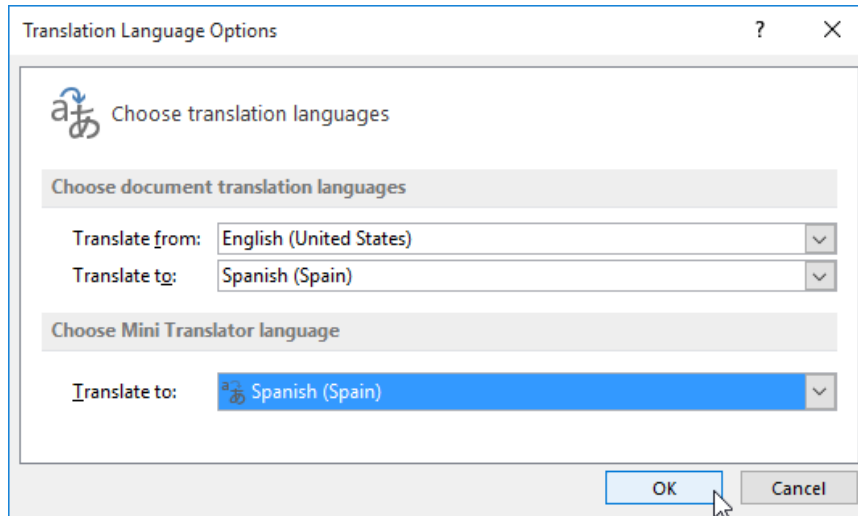 Translation Language Options ?
Choose translation languages
Choose document translation languages
Translate from: English (United States)
Translate to: Spanish (Spain)
Choose Mini Translator language
Translate to: Spanish (Spain)
OK Cancel